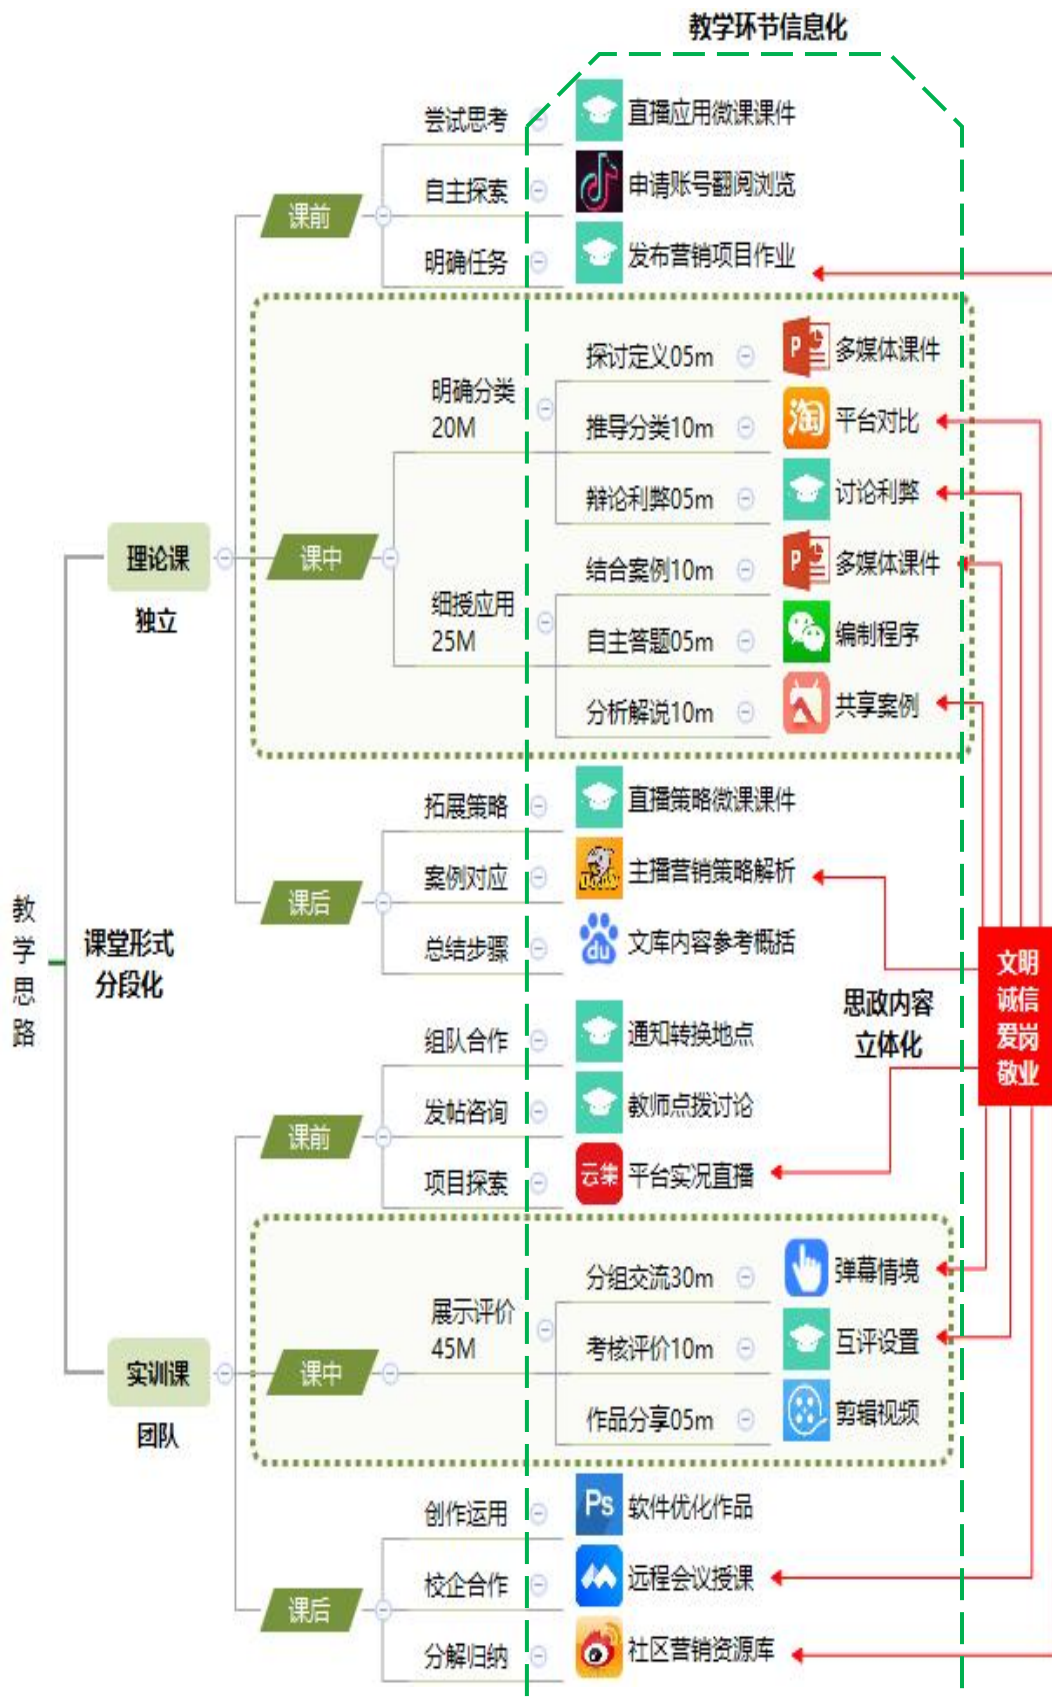 教学环节信息化
尝试思考
直播应用微课课件
自主探索
申请账号翻阅浏览
课前
明确任务
发布营销项目作业
探讨定义05m
P
多媒体课件
明确分类
20M
推导分类10m
淘
平台对比
辩论利弊05m
讨论利弊
理论课
独立
课中
结合案例10m
P
多媒体课件
细授应用
25M
自主答题05m
编制程序
分析解说10m
共享案例
拓展策略
直播策略微课课件
案例对应
主播营销策略解析
课后
总结步骤
du
文库内容参考概括
教
学
思
路
课堂形式
分段化
文明
诚信
爱岗
敬业
思政内容
立体化
组队合作
通知转换地点
发帖咨询
教师点拨讨论
课前
项目探索
云集
平台实况直播
分组交流30m
弹幕情境
展示评价
45M
考核评价10m
互评设置
实训课
团队
课中
作品分享05m
剪辑视频
创作运用
Ps
软件优化作品
校企合作
远程会议授课
课后
分解归纳
社区营销资源库